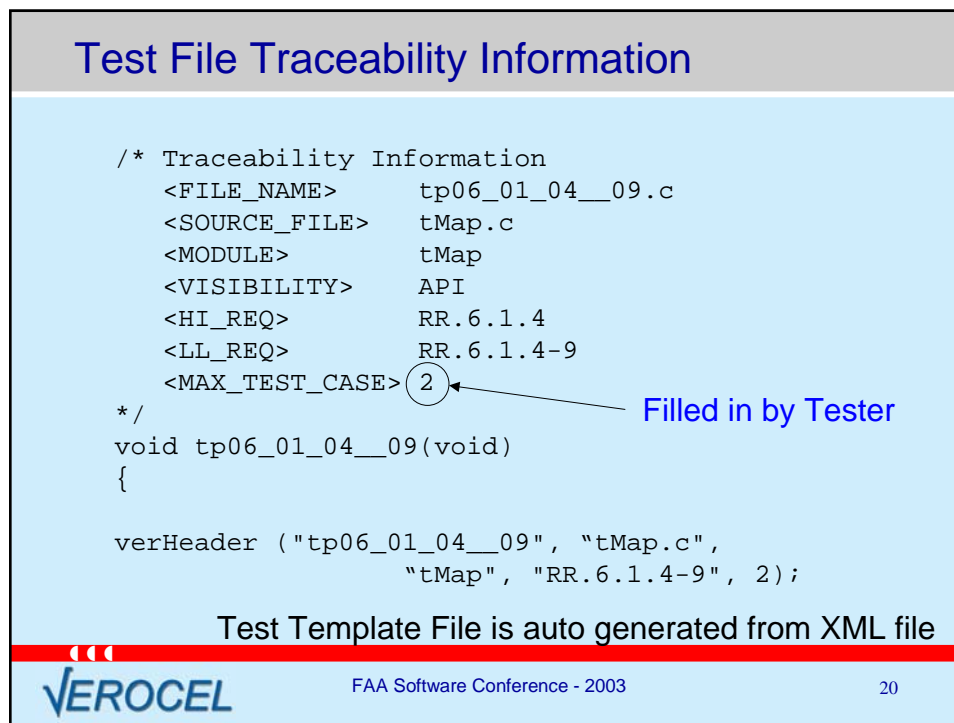 Test File Traceability Information
/* Traceability Information
<FILE_NAME> tp06_01_04__09.c
<SOURCE_FILE> tMap.c
<MODULE> tMap
<VISIBILITY> API
<HI_REQ> RR.6.1.4
<LL_REQ> RR.6.1.4-9
<MAX_TEST_CASE> 2
Filled in by Tester
*/
void tp06_01_04__09(void)
{
verHeader ("tp06_01_04__09", “tMap.c",
“tMap", "RR.6.1.4-9", 2);
Test Template File is auto generated from XML file
VEROCEL
FAA Software Conference - 2003
20